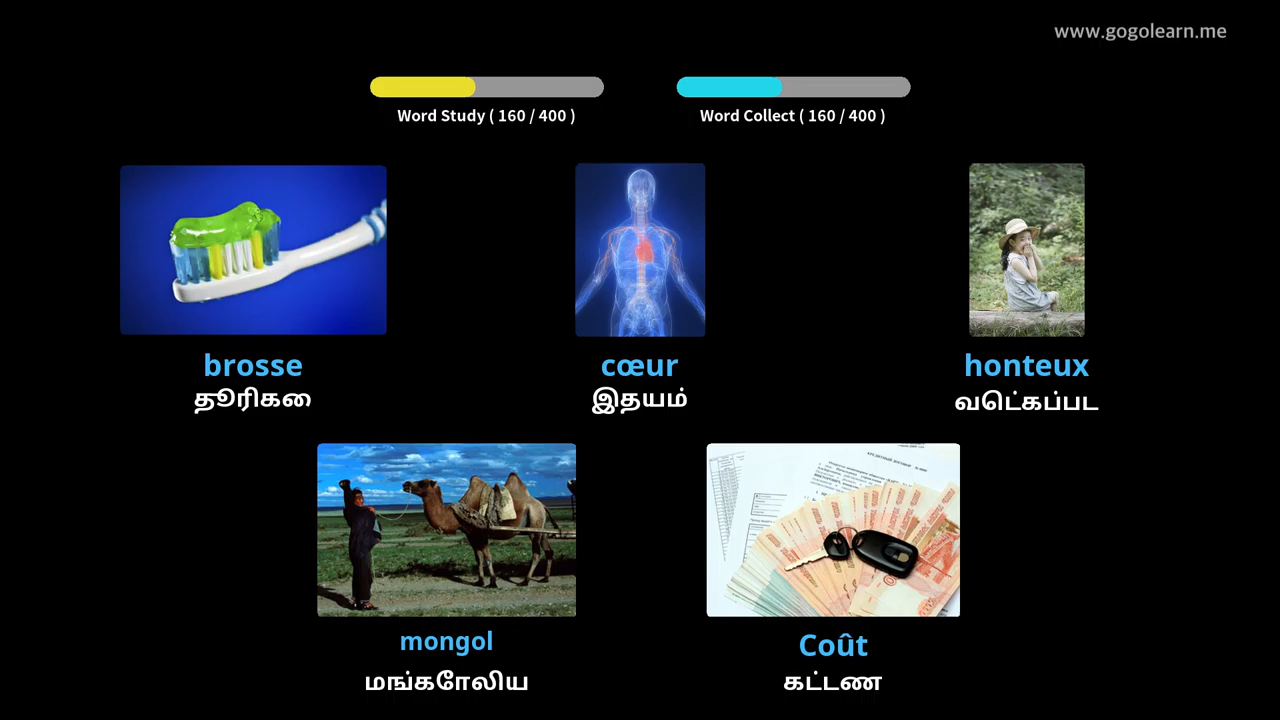 www.gogolearn.me
Word Study ( 160 / 400 )
Word Collect ( 160 / 400 )
brosse
தூரிகை
cœur
இதயம்
honteux
வெட்கப்பட
mongol
மங்கோலிய
Coût
கட்டண